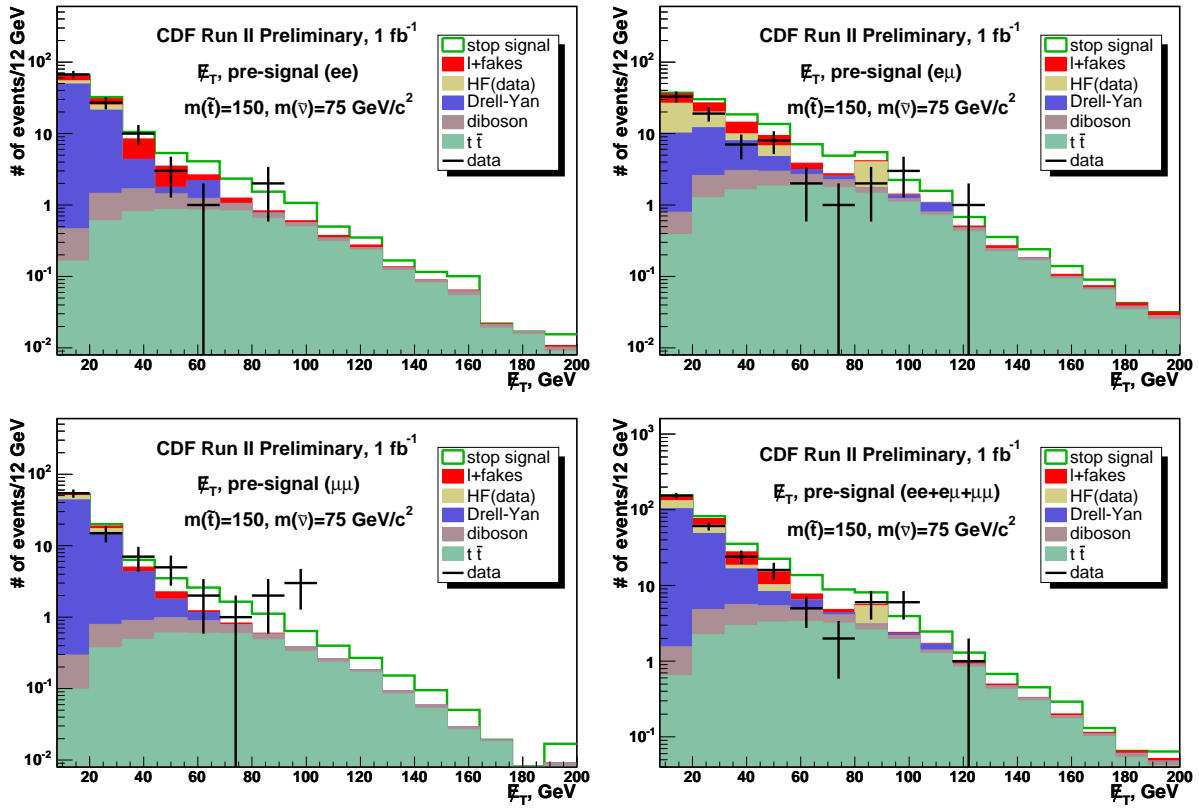 # of events/12 GeV
CDF Run II Preliminary, 1 fb⁻¹
E̸_T, pre-signal (ee)
m(t̃)=150, m(ν̃)=75 GeV/c²
stop signal
l+fakes
HF(data)
Drell-Yan
diboson
t t̄
data
10²
10
1
10⁻¹
10⁻²
20 40 60 80 100 120 140 160 180 200
E̸_T, GeV
# of events/12 GeV
CDF Run II Preliminary, 1 fb⁻¹
E̸_T, pre-signal (eμ)
m(t̃)=150, m(ν̃)=75 GeV/c²
stop signal
l+fakes
HF(data)
Drell-Yan
diboson
t t̄
data
10²
10
1
10⁻¹
10⁻²
20 40 60 80 100 120 140 160 180 200
E̸_T, GeV
# of events/12 GeV
CDF Run II Preliminary, 1 fb⁻¹
E̸_T, pre-signal (μμ)
m(t̃)=150, m(ν̃)=75 GeV/c²
stop signal
l+fakes
HF(data)
Drell-Yan
diboson
t t̄
data
10²
10
1
10⁻¹
10⁻²
20 40 60 80 100 120 140 160 180 200
E̸_T, GeV
# of events/12 GeV
CDF Run II Preliminary, 1 fb⁻¹
E̸_T, pre-signal (ee+eμ+μμ)
m(t̃)=150, m(ν̃)=75 GeV/c²
stop signal
l+fakes
HF(data)
Drell-Yan
diboson
t t̄
data
10³
10²
10
1
10⁻¹
20 40 60 80 100 120 140 160 180 200
E̸_T, GeV